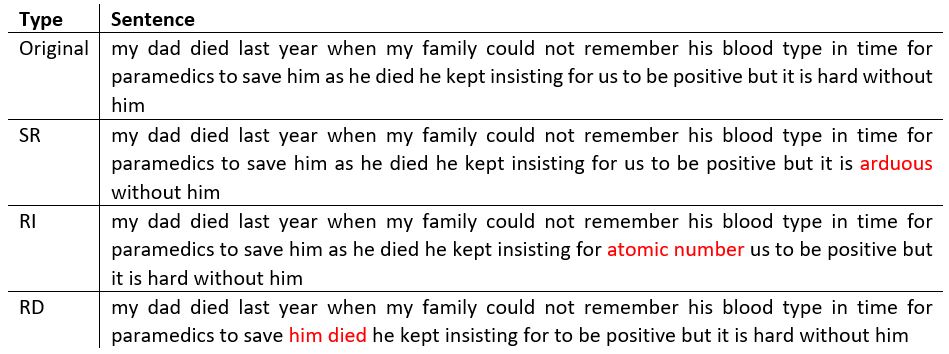 Type Sentence
Original my dad died last year when my family could not remember his blood type in time for
paramedics to save him as he died he kept insisting for us to be positive but it is hard without
him
SR my dad died last year when my family could not remember his blood type in time for
paramedics to save him as he died he kept insisting for us to be positive but it is arduous
without him
RI my dad died last year when my family could not remember his blood type in time for
paramedics to save him as he died he kept insisting for atomic number us to be positive but
it is hard without him
RD my dad died last year when my family could not remember his blood type in time for
paramedics to save him died he kept insisting for to be positive but it is hard without him